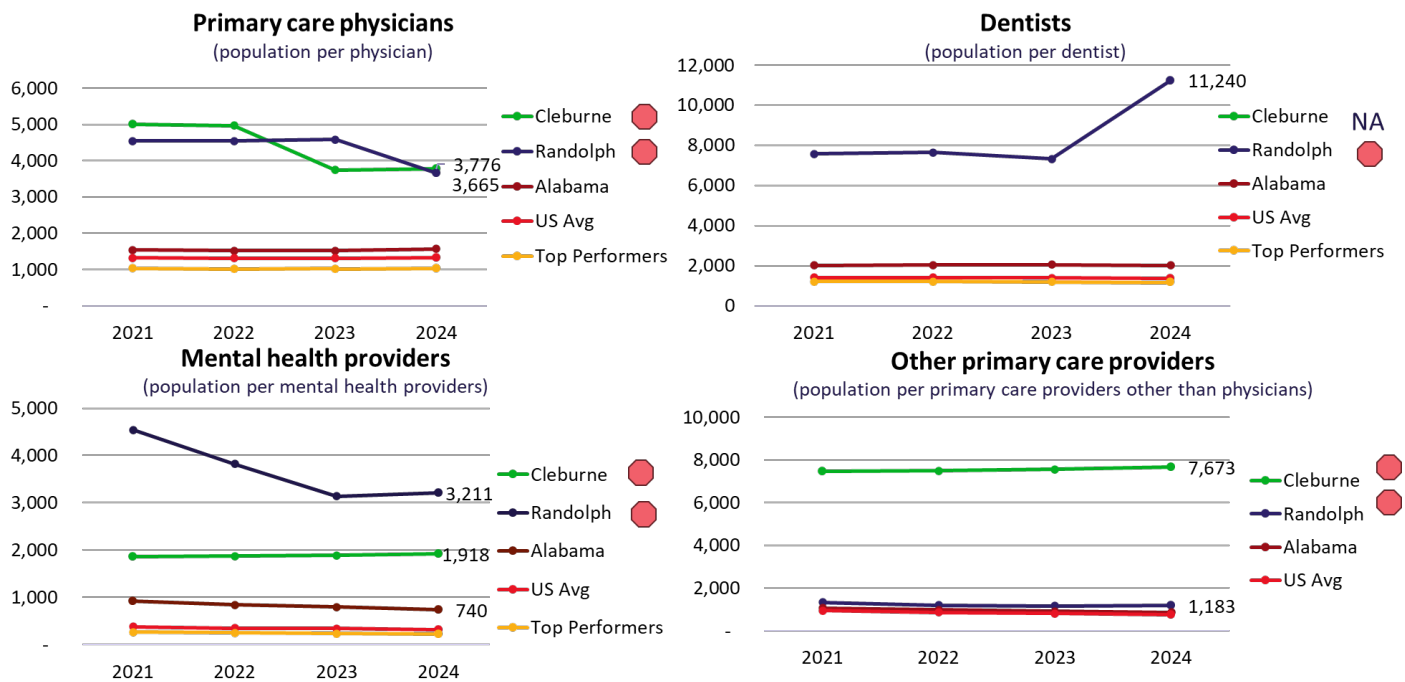 Primary care physicians
(population per physician)
6,000
5,000
4,000
3,000
2,000
1,000
-
3,776
3,665
2021 2022 2023 2024
Cleburne
Randolph
Alabama
US Avg
Top Performers
Dentists
(population per dentist)
12,000
10,000
8,000
6,000
4,000
2,000
0
11,240
2021 2022 2023 2024
Cleburne NA
Randolph
Alabama
US Avg
Top Performers
Mental health providers
(population per mental health providers)
5,000
4,000
3,000
2,000
1,000
-
3,211
1,918
740
2021 2022 2023 2024
Cleburne
Randolph
Alabama
US Avg
Top Performers
Other primary care providers
(population per primary care providers other than physicians)
10,000
8,000
6,000
4,000
2,000
-
7,673
1,183
2021 2022 2023 2024
Cleburne
Randolph
Alabama
US Avg